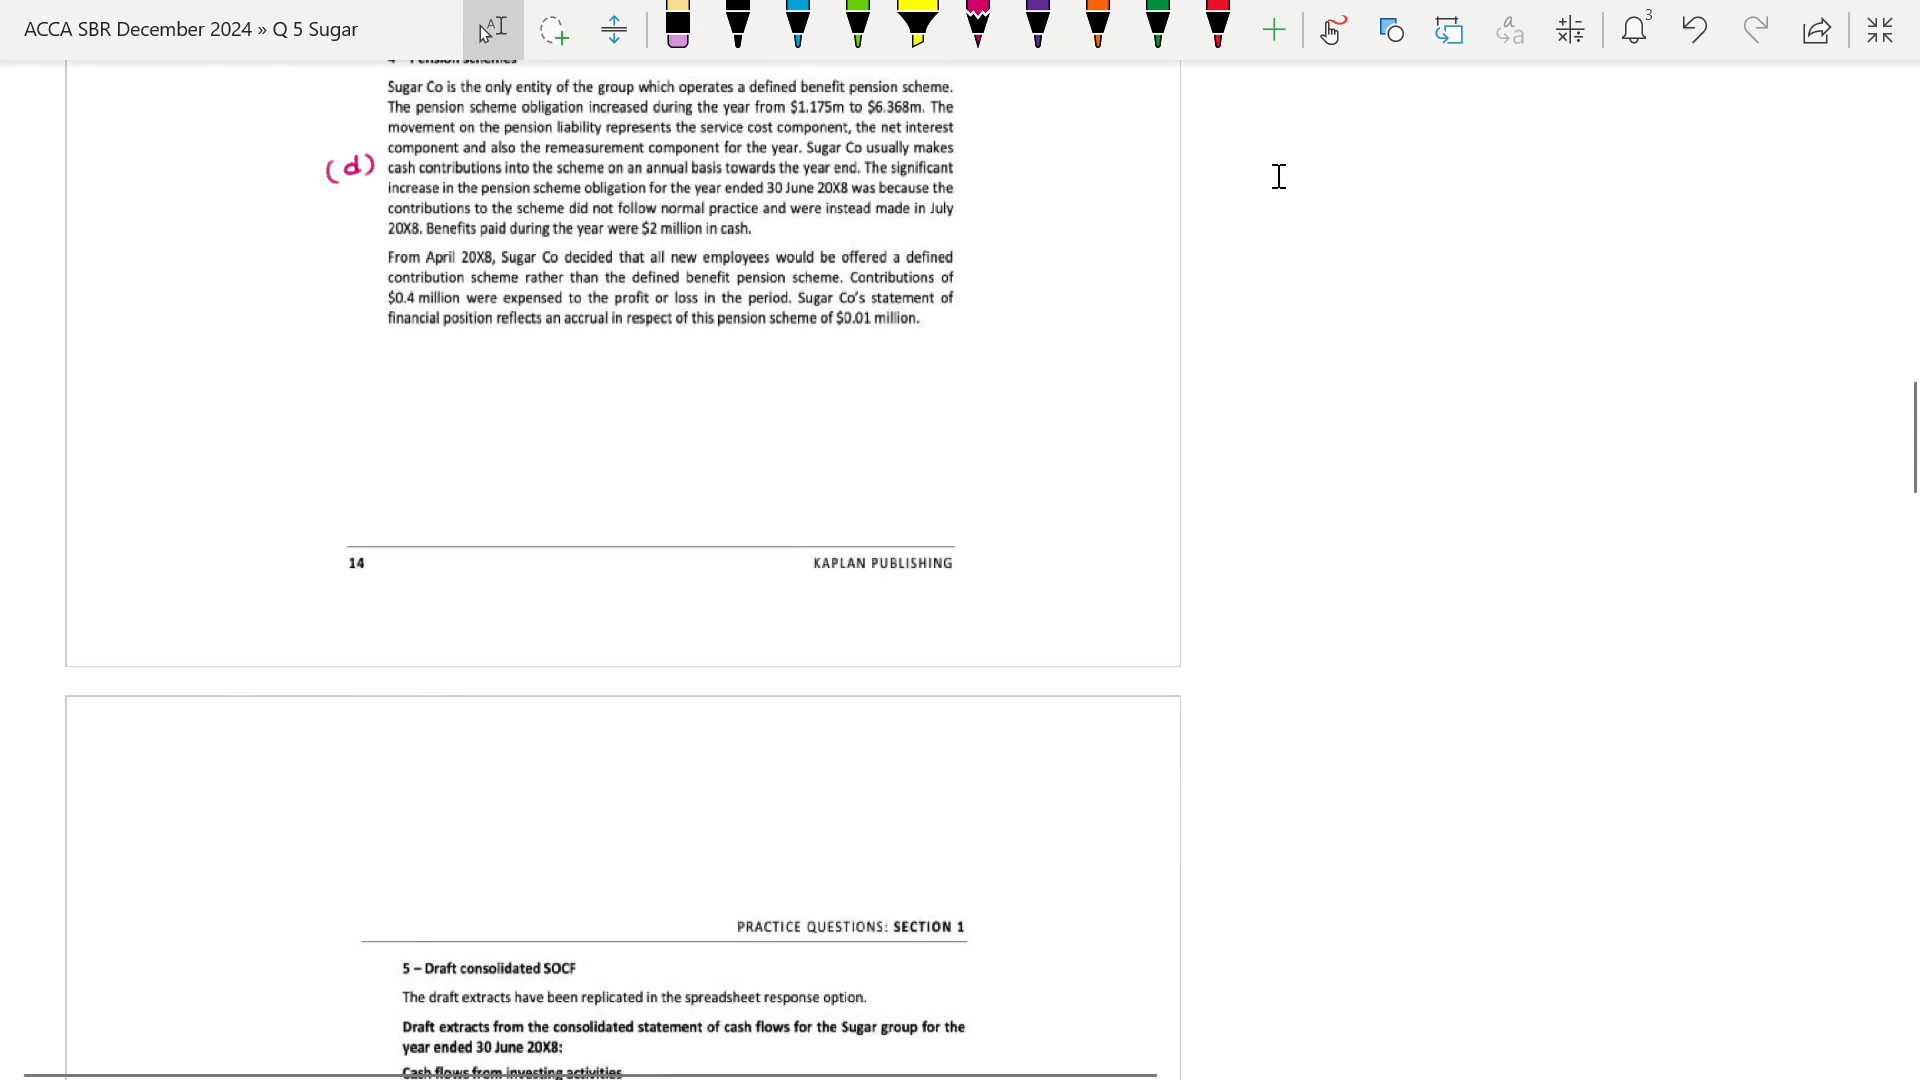 ACCA SBR December 2024 » Q 5 Sugar
3
4 – Pension schemes
Sugar Co is the only entity of the group which operates a defined benefit pension scheme.
The pension scheme obligation increased during the year from $1.175m to $6.368m. The
movement on the pension liability represents the service cost component, the net interest
component and also the remeasurement component for the year. Sugar Co usually makes
(d) cash contributions into the scheme on an annual basis towards the year end. The significant
increase in the pension scheme obligation for the year ended 30 June 20X8 was because the
contributions to the scheme did not follow normal practice and were instead made in July
20X8. Benefits paid during the year were $2 million in cash.
From April 20X8, Sugar Co decided that all new employees would be offered a defined
contribution scheme rather than the defined benefit pension scheme. Contributions of
$0.4 million were expensed to the profit or loss in the period. Sugar Co's statement of
financial position reflects an accrual in respect of this pension scheme of $0.01 million.
14 KAPLAN PUBLISHING
PRACTICE QUESTIONS: SECTION 1
5 – Draft consolidated SOCF
The draft extracts have been replicated in the spreadsheet response option.
Draft extracts from the consolidated statement of cash flows for the Sugar group for the
year ended 30 June 20X8:
Cash flows from investing activities